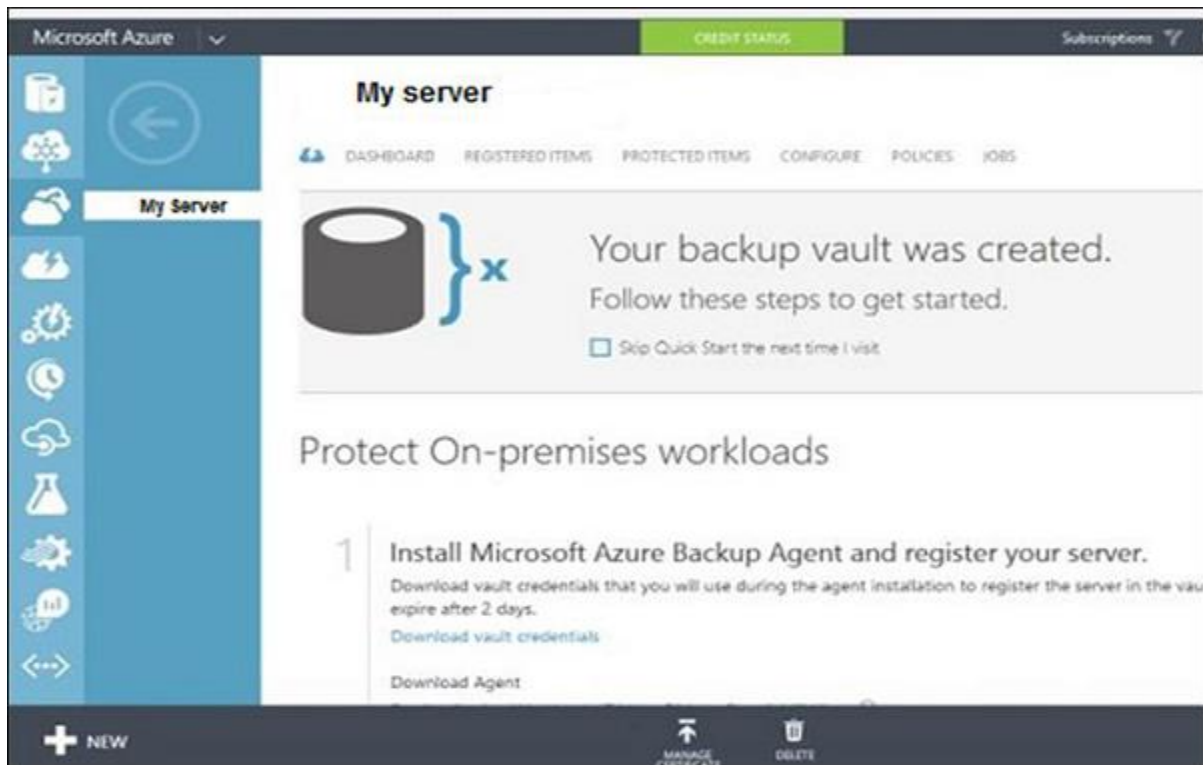 Microsoft Azure
CREDIT STATUS
Subscriptions
My server
DASHBOARD REGISTERED ITEMS PROTECTED ITEMS CONFIGURE POLICIES JOBS
My Server
x
Your backup vault was created.
Follow these steps to get started.
Skip Quick Start the next time I visit
Protect On-premises workloads
1
Install Microsoft Azure Backup Agent and register your server.
Download vault credentials that you will use during the agent installation to register the server in the vau
expire after 2 days.
Download vault credentials
Download Agent
NEW
MANAGE
CERTIFICATE
DELETE